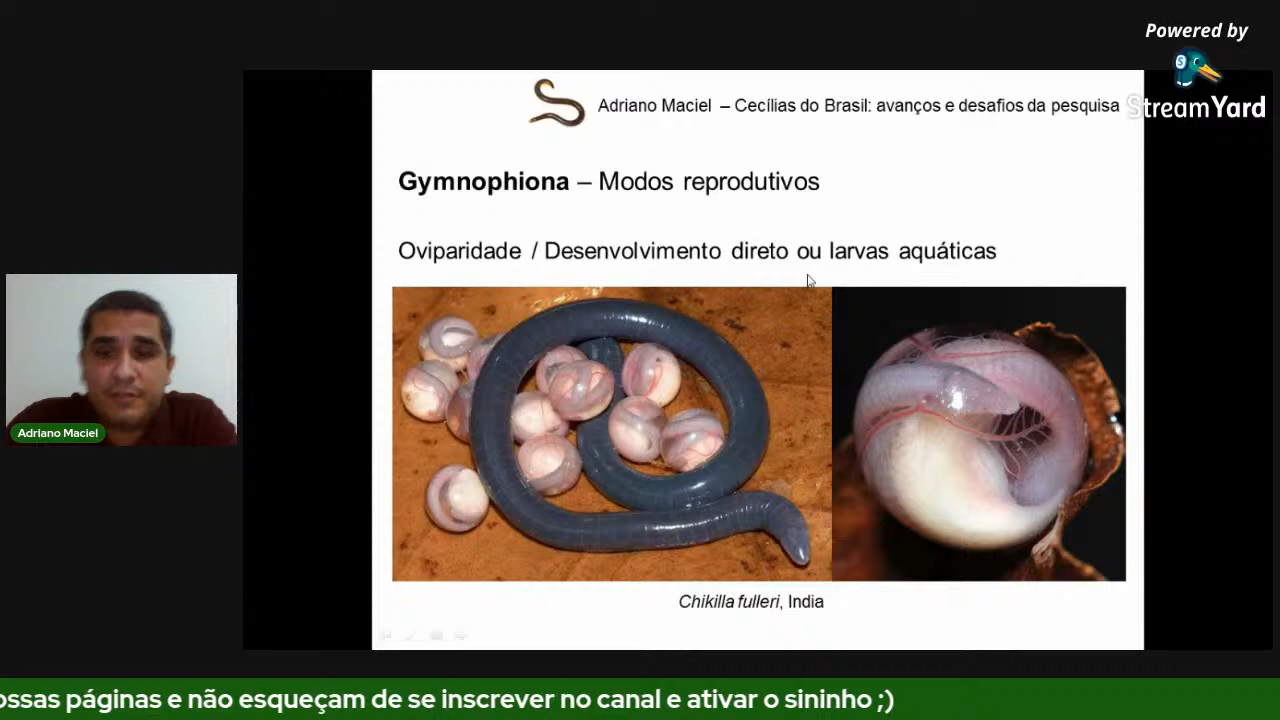 Powered by
StreamYard
Adriano Maciel – Cecílias do Brasil: avanços e desafios da pesquisa
Gymnophiona – Modos reprodutivos
Oviparidade / Desenvolvimento direto ou larvas aquáticas
Adriano Maciel
Chikilla fulleri, India
ossas páginas e não esqueçam de se inscrever no canal e ativar o sininho ;)